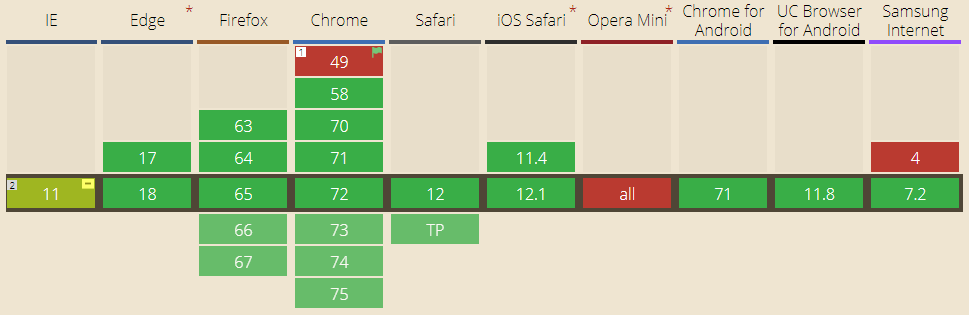 IE Edge * Firefox Chrome Safari iOS Safari * Opera Mini * Chrome for Android UC Browser for Android Samsung Internet
1 49
58
63 70
17 64 71 11.4 4
2 11 − 18 65 72 12 12.1 all 71 11.8 7.2
66 73 TP
67 74
75